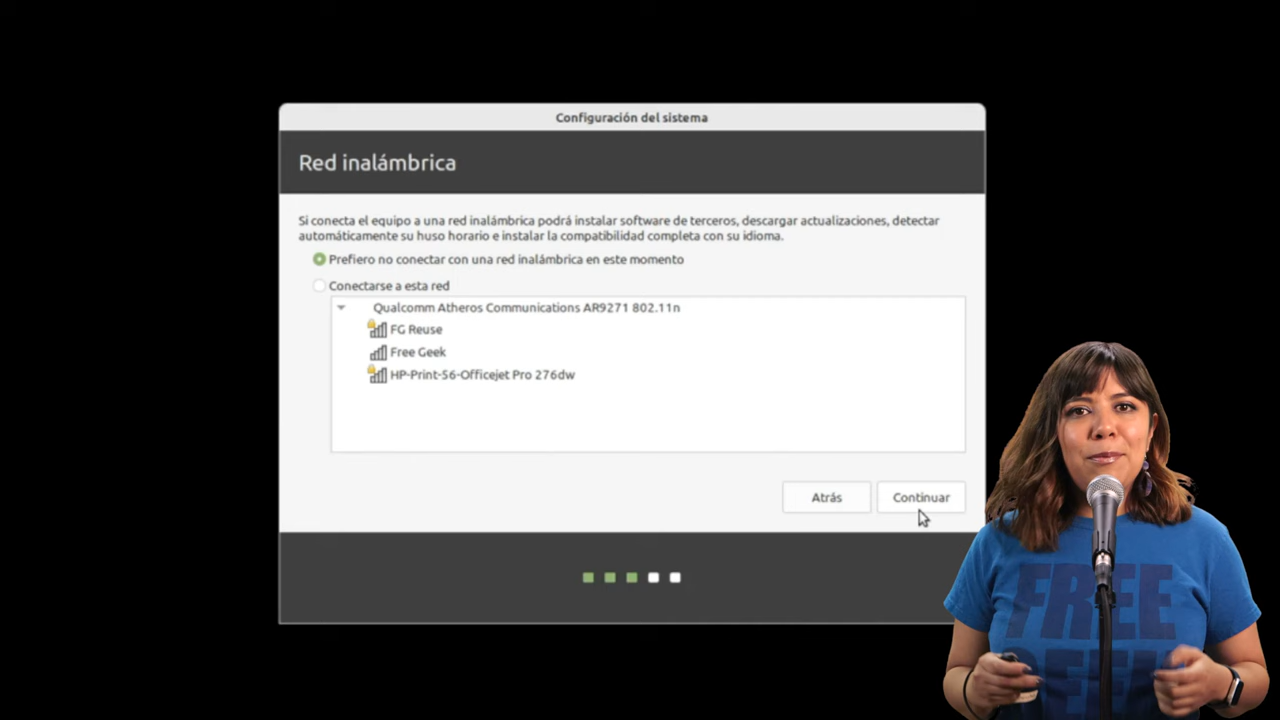 Configuración del sistema
Red inalámbrica
Si conecta el equipo a una red inalámbrica podrá instalar software de terceros, descargar actualizaciones, detectar
automáticamente su huso horario e instalar la compatibilidad completa con su idioma.
Prefiero no conectar con una red inalámbrica en este momento
Conectarse a esta red
Qualcomm Atheros Communications AR9271 802.11n
FG Reuse
Free Geek
HP-Print-56-Officejet Pro 276dw
Atrás
Continuar
FREE